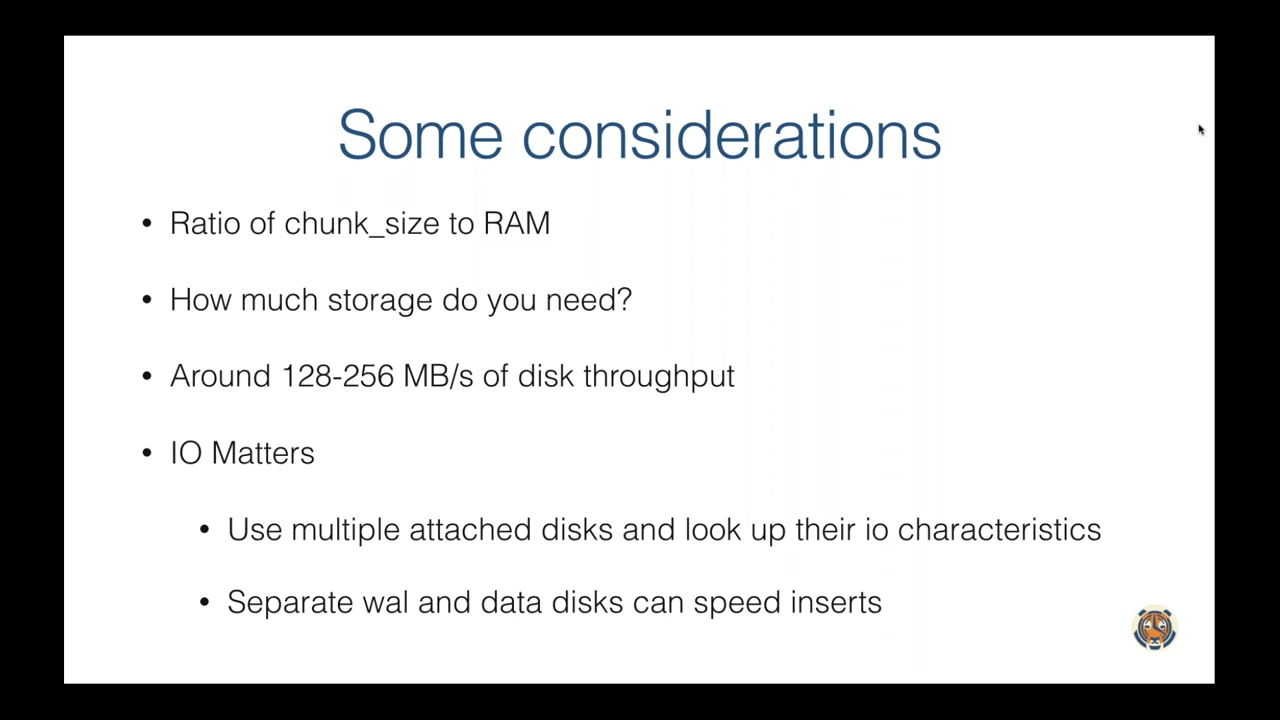 Some considerations
• Ratio of chunk_size to RAM
• How much storage do you need?
• Around 128-256 MB/s of disk throughput
• IO Matters
• Use multiple attached disks and look up their io characteristics
• Separate wal and data disks can speed inserts